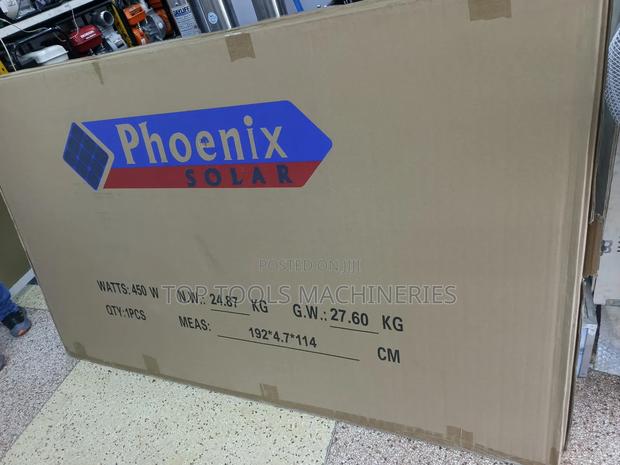 Phoenix
SOLAR
POSTED ON JIJI
TOP TOOLS MACHINERIES
WATTS: 450 W N.W.: 24.87 KG G.W.: 27.60 KG
QTY: 1PCS MEAS: 192*4.7*114 CM